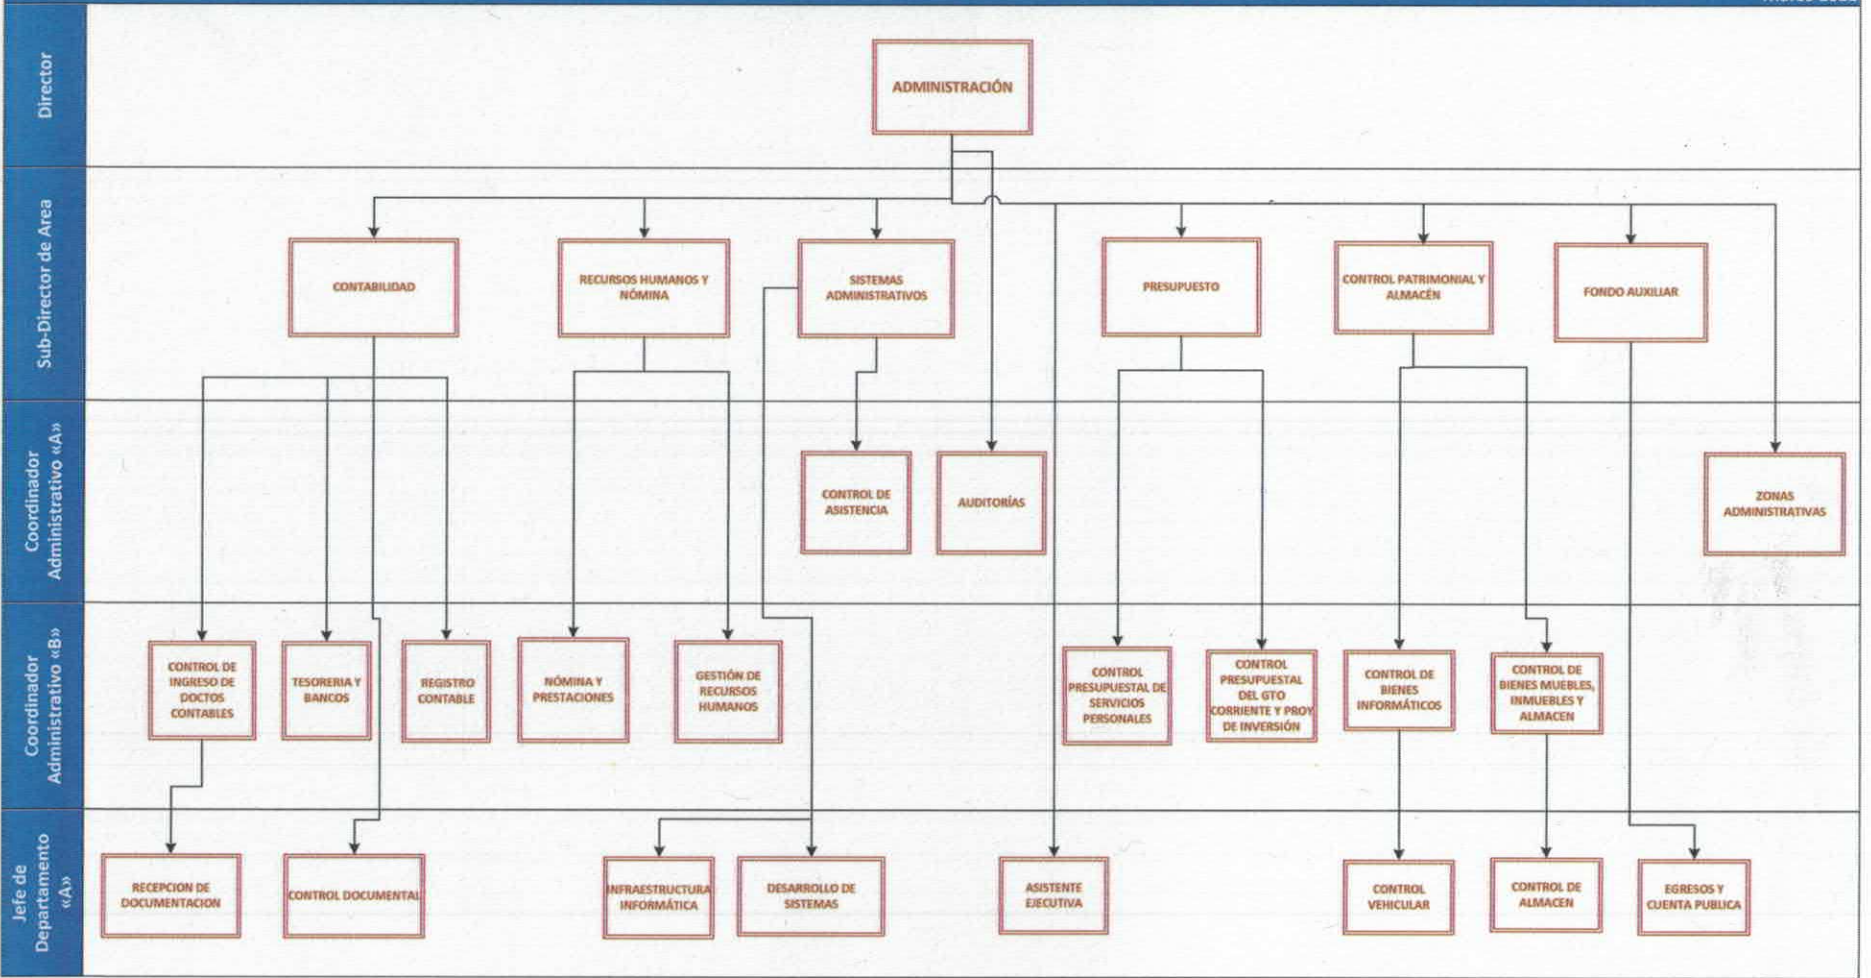 Director
ADMINISTRACIÓN
Sub-Director de Area
CONTABILIDAD
RECURSOS HUMANOS Y
NÓMINA
SISTEMAS
ADMINISTRATIVOS
PRESUPUESTO
CONTROL PATRIMONIAL Y
ALMACÉN
FONDO AUXILIAR
Coordinador
Administrativo «A»
CONTROL DE
ASISTENCIA
AUDITORÍAS
ZONAS
ADMINISTRATIVAS
Coordinador
Administrativo «B»
CONTROL DE
INGRESO DE
DOCTOS
CONTABLES
TESORERIA Y
BANCOS
REGISTRO
CONTABLE
NÓMINA Y
PRESTACIONES
GESTIÓN DE
RECURSOS
HUMANOS
CONTROL
PRESUPUESTAL DE
SERVICIOS
PERSONALES
CONTROL
PRESUPUESTAL
DEL GTO
CORRIENTE Y PROY
DE INVERSIÓN
CONTROL DE
BIENES
INFORMÁTICOS
CONTROL DE
BIENES MUEBLES,
INMUEBLES Y
ALMACEN
Jefe de
Departamento
«A»
RECEPCION DE
DOCUMENTACION
CONTROL DOCUMENTAL
INFRAESTRUCTURA
INFORMÁTICA
DESARROLLO DE
SISTEMAS
ASISTENTE
EJECUTIVA
CONTROL
VEHICULAR
CONTROL DE
ALMACEN
EGRESOS Y
CUENTA PUBLICA